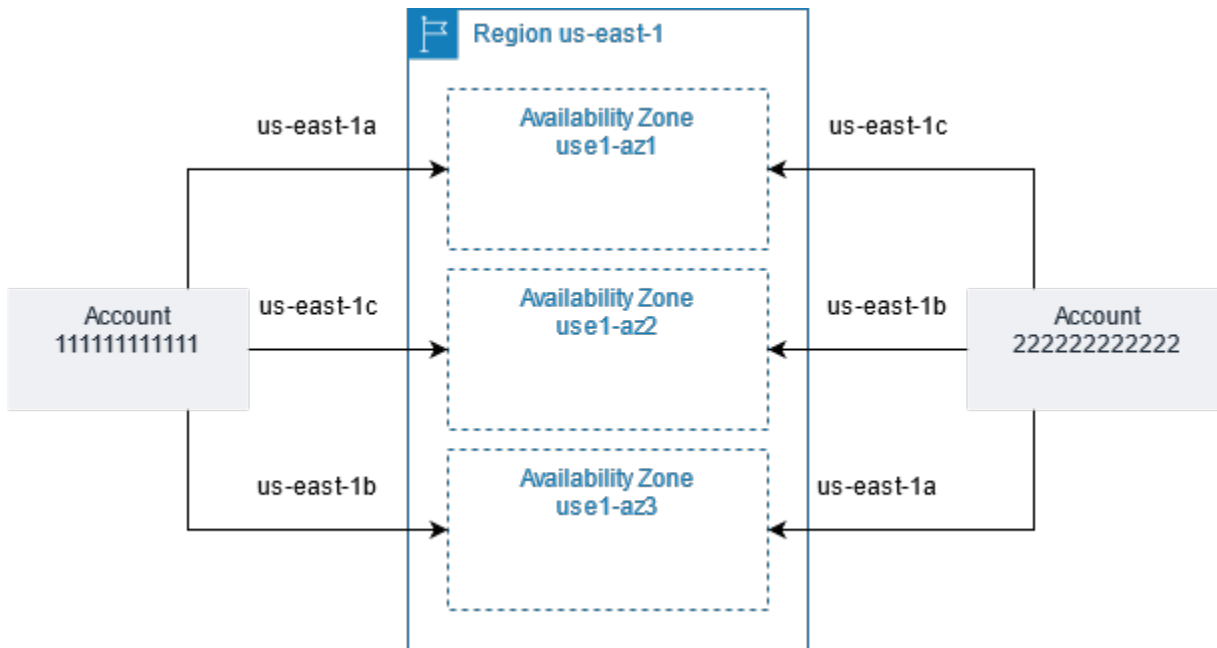 Region us-east-1
Availability Zone
use1-az1
us-east-1a
us-east-1c
Availability Zone
use1-az2
us-east-1c
us-east-1b
Account
111111111111
Account
222222222222
Availability Zone
use1-az3
us-east-1b
us-east-1a